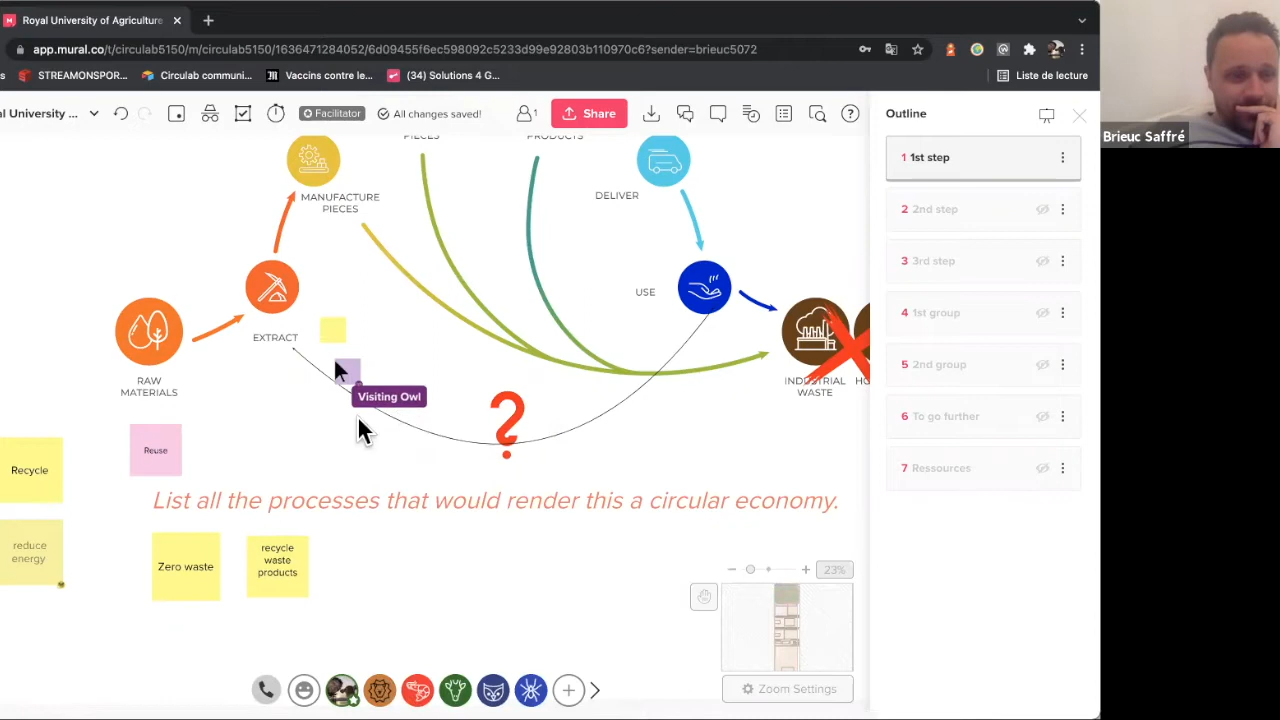 Royal University of Agriculture
app.mural.co/t/circulab5150/m/circulab5150/1636471284052/6d09455f6ec598092c5233d99e92803b110970c6?sender=brieuc5072
STREAMONSPOR...
Circulab communi...
Vaccins contre le...
(34) Solutions 4 G...
Liste de lecture
al University ...
Facilitator
All changes saved!
1
Share
Outline
Brieuc Saffré
1 1st step
2 2nd step
3 3rd step
4 1st group
5 2nd group
6 To go further
7 Ressources
PIECES
PRODUCTS
MANUFACTURE
PIECES
DELIVER
USE
EXTRACT
RAW
MATERIALS
INDUSTRIAL
WASTE
HO
Visiting Owl
?
Recycle
Reuse
List all the processes that would render this a circular economy.
reduce
energy
Zero waste
recycle
waste
products
23%
Zoom Settings